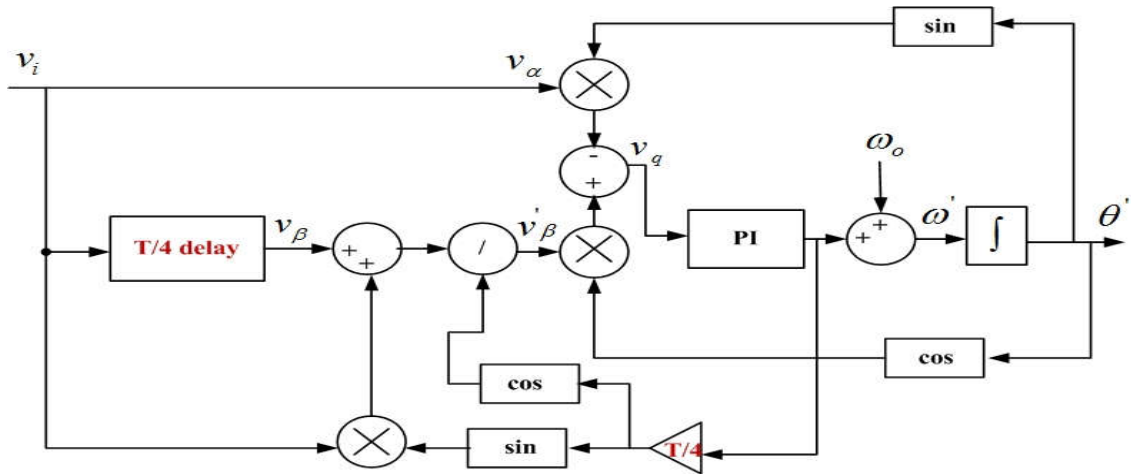 sin
v_i
v_α
×
-
+
v_q
ω_o
T/4 delay
v_β
+
+
/
v'_β
×
PI
+
+
ω'
∫
θ'
cos
cos
×
sin
T/4